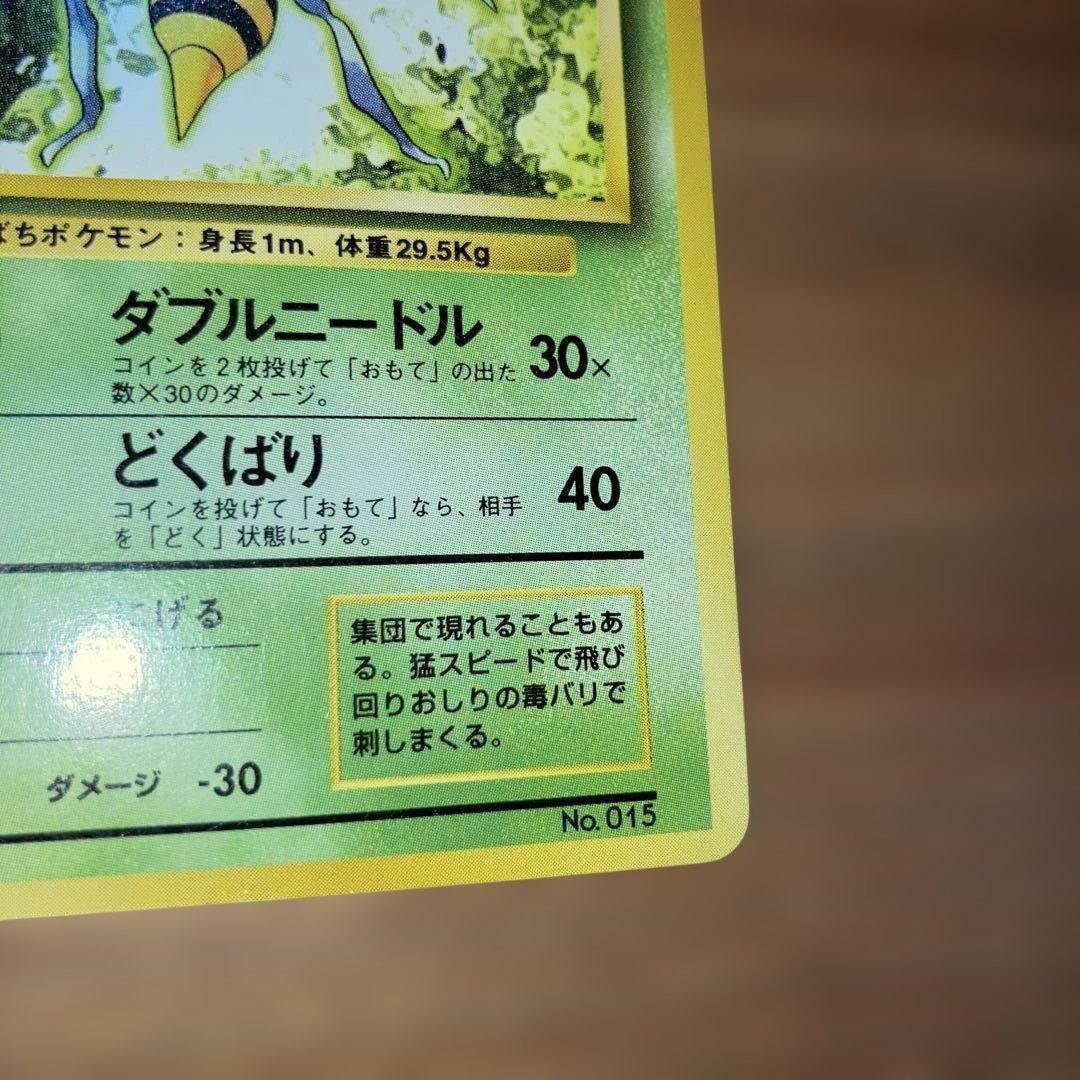 ばちポケモン：身長1m、体重29.5Kg
ダブルニードル 30×
コインを2枚投げて「おもて」の出た
数×30のダメージ。
どくばり 40
コインを投げて「おもて」なら、相手
を「どく」状態にする。
にげる
集団で現れることもあ
る。猛スピードで飛び
回りおしりの毒バリで
刺しまくる。
ダメージ -30
No. 015